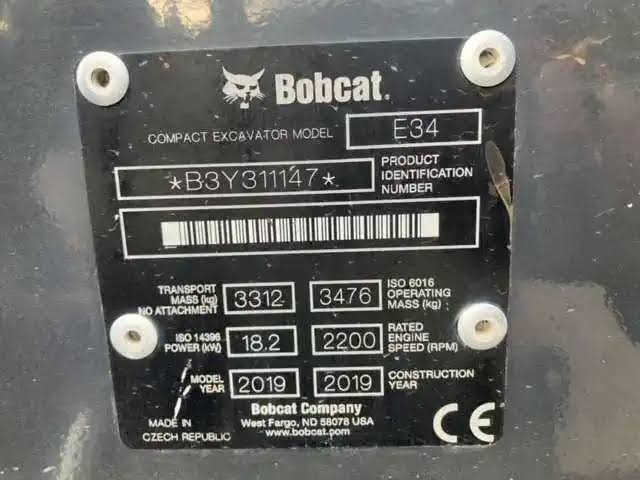 Bobcat.
COMPACT EXCAVATOR MODEL E34
*B3Y311147* PRODUCT
IDENTIFICATION
NUMBER
TRANSPORT
MASS (kg)
NO ATTACHMENT
3312 3476 ISO 6016
OPERATING
MASS (kg)
ISO 14396
POWER (kW)
18.2 2200 RATED
ENGINE
SPEED (RPM)
MODEL
YEAR
2019 2019 CONSTRUCTION
YEAR
Bobcat Company
West Fargo, ND 58078 USA
www.bobcat.com
MADE IN
CZECH REPUBLIC
CE